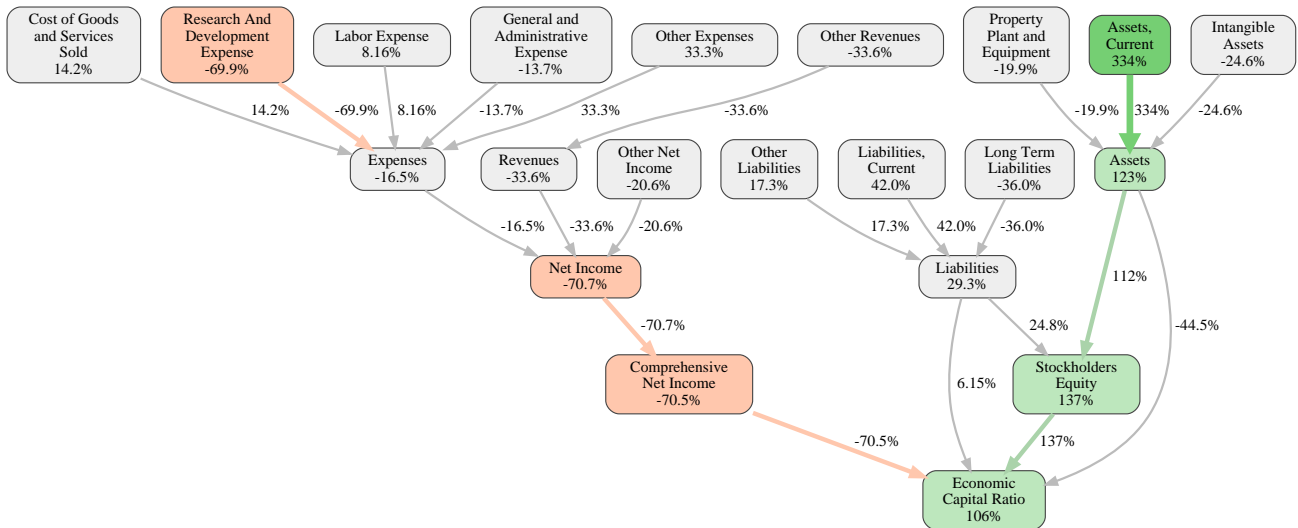 Cost of Goods
and Services
Sold
14.2%
Research And
Development
Expense
-69.9%
Labor Expense
8.16%
General and
Administrative
Expense
-13.7%
Other Expenses
33.3%
Other Revenues
-33.6%
Property
Plant and
Equipment
-19.9%
Assets,
Current
334%
Intangible
Assets
-24.6%
14.2%
-69.9%
8.16%
-13.7%
33.3%
-33.6%
-19.9%
334%
-24.6%
Expenses
-16.5%
Revenues
-33.6%
Other Net
Income
-20.6%
Other
Liabilities
17.3%
Liabilities,
Current
42.0%
Long Term
Liabilities
-36.0%
Assets
123%
-16.5%
-33.6%
-20.6%
17.3%
42.0%
-36.0%
Net Income
-70.7%
Liabilities
29.3%
112%
-70.7%
24.8%
-44.5%
Comprehensive
Net Income
-70.5%
6.15%
Stockholders
Equity
137%
-70.5%
137%
Economic
Capital Ratio
106%